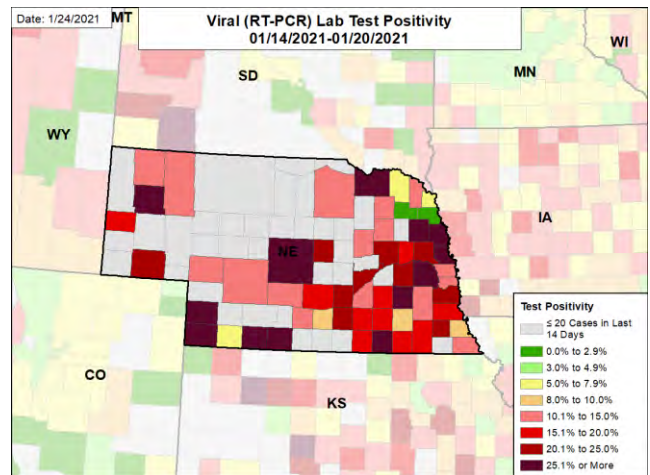 Date: 1/24/2021
Viral (RT-PCR) Lab Test Positivity
01/14/2021-01/20/2021
MT
WI
SD
MN
WY
IA
NE
CO
KS
Test Positivity
≤ 20 Cases in Last
14 Days
0.0% to 2.9%
3.0% to 4.9%
5.0% to 7.9%
8.0% to 10.0%
10.1% to 15.0%
15.1% to 20.0%
20.1% to 25.0%
25.1% or More